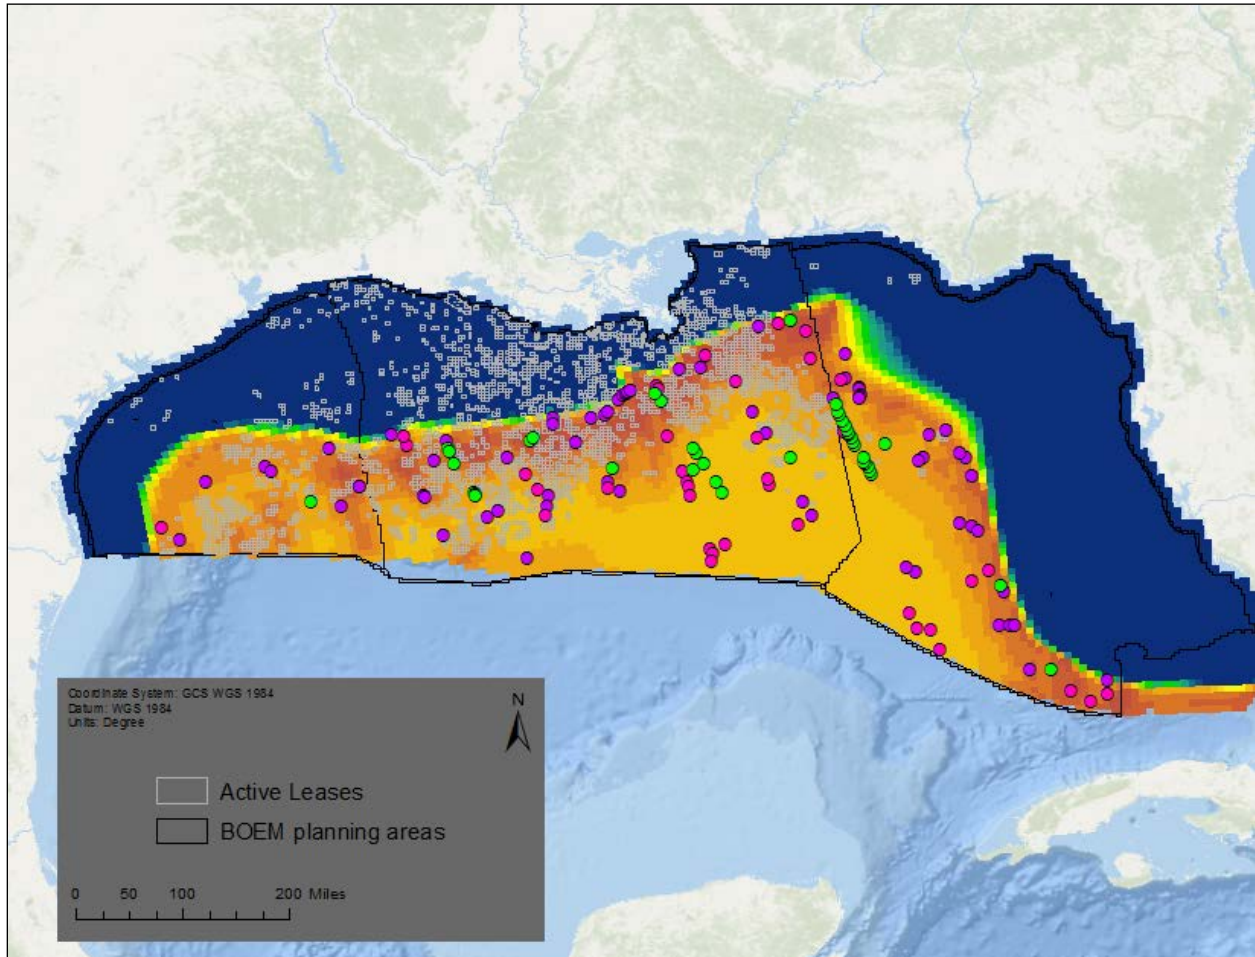 Coordinate System: GCS WGS 1984
Datum: WGS 1984
Units: Degree
N
Active Leases
BOEM planning areas
0 50 100 200 Miles